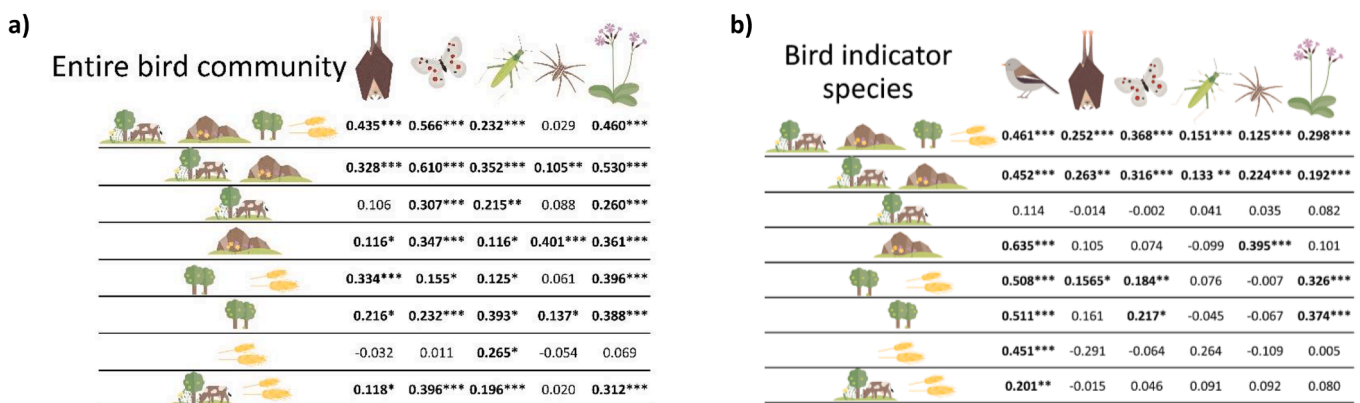 a)
Entire bird community
0.435*** 0.566*** 0.232*** 0.029 0.460***
0.328*** 0.610*** 0.352*** 0.105** 0.530***
0.106 0.307*** 0.215** 0.088 0.260***
0.116* 0.347*** 0.116* 0.401*** 0.361***
0.334*** 0.155* 0.125* 0.061 0.396***
0.216* 0.232*** 0.393* 0.137* 0.388***
-0.032 0.011 0.265* -0.054 0.069
0.118* 0.396*** 0.196*** 0.020 0.312***
b)
Bird indicator
species
0.461*** 0.252*** 0.368*** 0.151*** 0.125*** 0.298***
0.452*** 0.263** 0.316*** 0.133 ** 0.224*** 0.192***
0.114 -0.014 -0.002 0.041 0.035 0.082
0.635*** 0.105 0.074 -0.099 0.395*** 0.101
0.508*** 0.1565* 0.184** 0.076 -0.007 0.326***
0.511*** 0.161 0.217* -0.045 -0.067 0.374***
0.451*** -0.291 -0.064 0.264 -0.109 0.005
0.201** -0.015 0.046 0.091 0.092 0.080